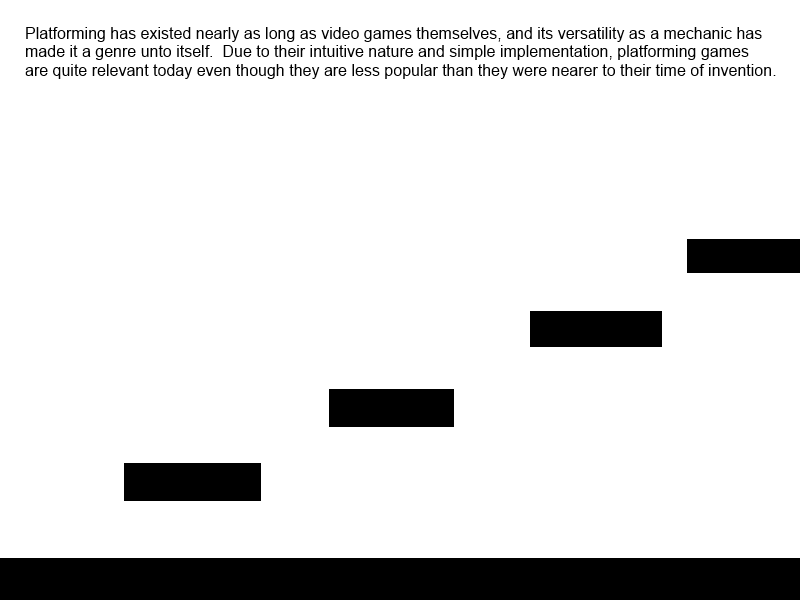 Platforming has existed nearly as long as video games themselves, and its versatility as a mechanic has
made it a genre unto itself.  Due to their intuitive nature and simple implementation, platforming games
are quite relevant today even though they are less popular than they were nearer to their time of invention.